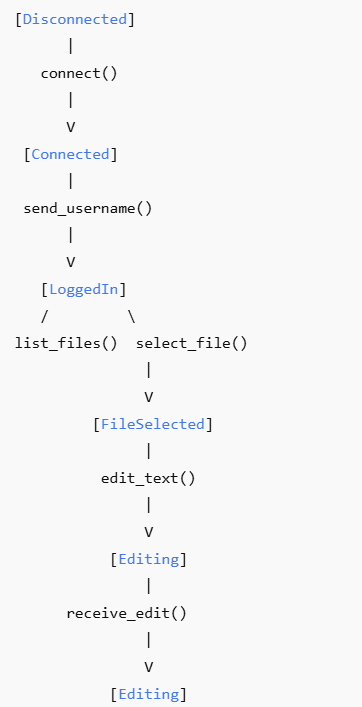 [Disconnected]
|
connect()
|
V
[Connected]
|
send_username()
|
V
[LoggedIn]
/ \
list_files() select_file()
|
V
[FileSelected]
|
edit_text()
|
V
[Editing]
|
receive_edit()
|
V
[Editing]